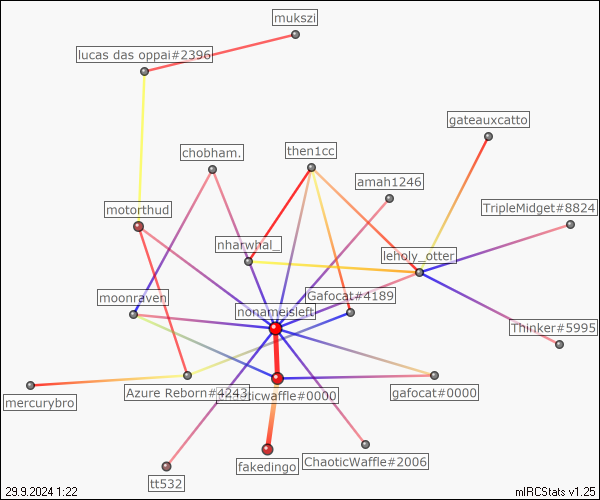 mukszi
lucas das oppai#2396
gateauxcatto
chobham.
then1cc
amah1246
motorthud
TripleMidget#8824
nharwhal_
leholy_otter
moonraven
Gafocat#4189
nonameisleft
Thinker#5995
Azure Reborn#4243
gafocat#0000
mercurybro
fakedingo
ChaoticWaffle#2006
tt532
29.9.2024 1:22
mIRCStats v1.25